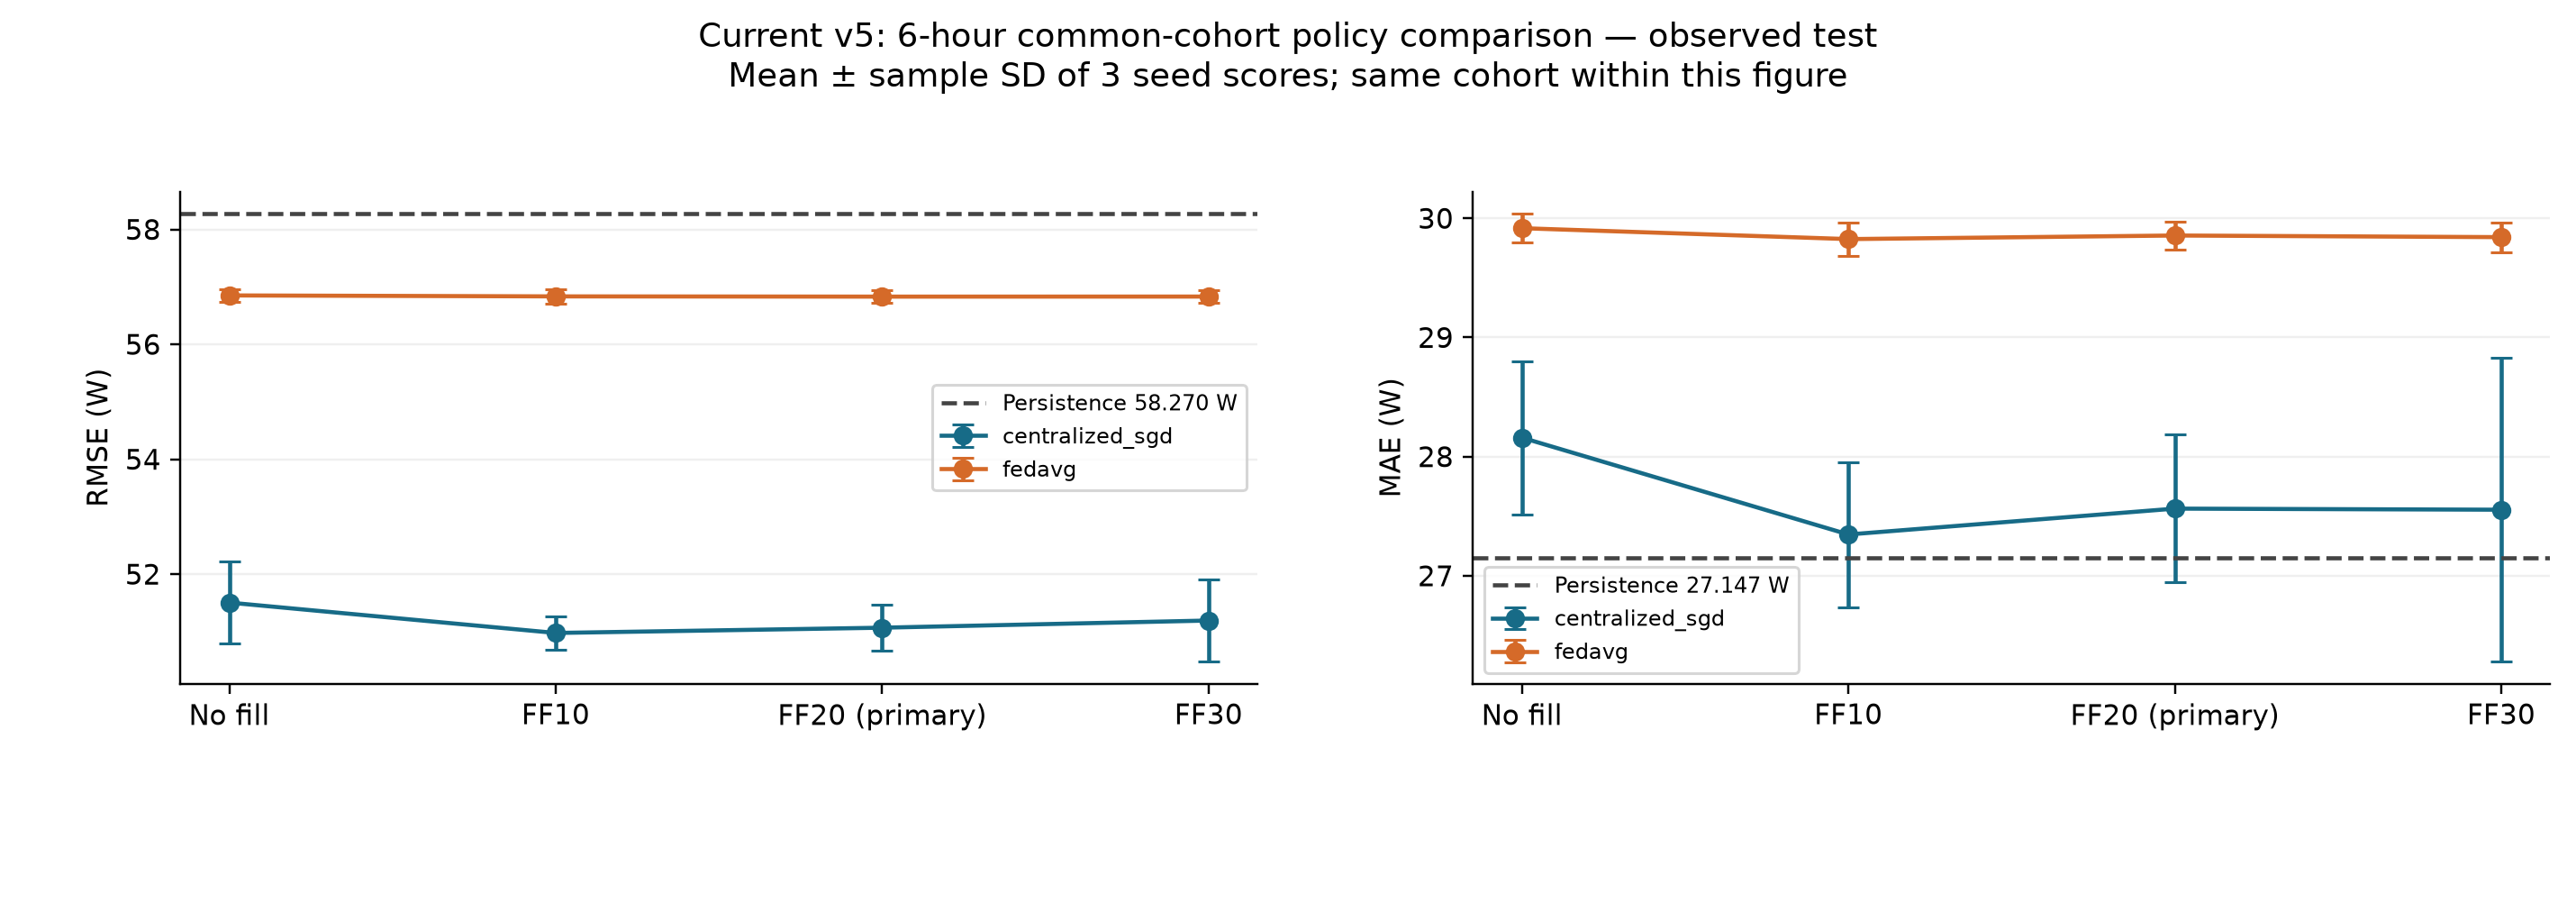 Current v5: 6-hour common-cohort policy comparison — observed test
Mean ± sample SD of 3 seed scores; same cohort within this figure
RMSE (W)
58
56
54
52
Persistence 58.270 W
centralized_sgd
fedavg
No fill
FF10
FF20 (primary)
FF30
MAE (W)
30
29
28
27
Persistence 27.147 W
centralized_sgd
fedavg
No fill
FF10
FF20 (primary)
FF30